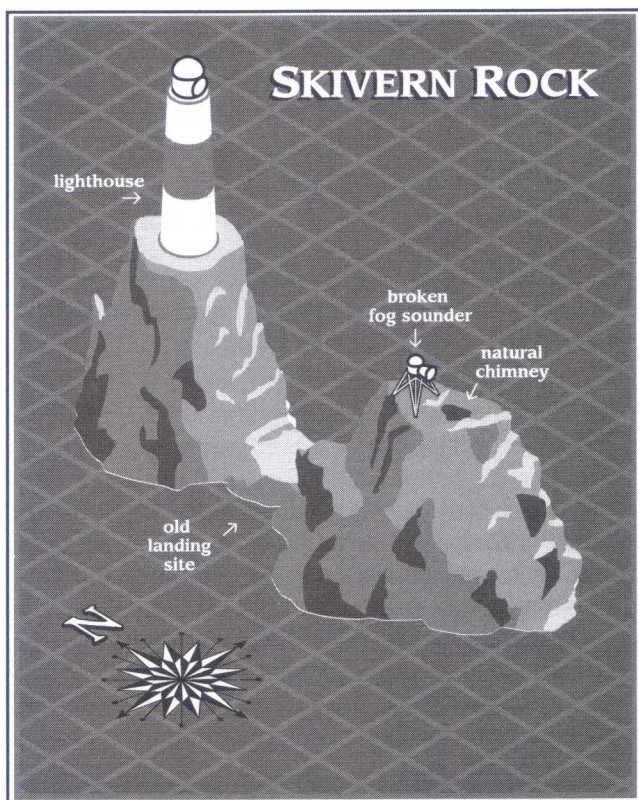 SKIVERN ROCK
lighthouse
broken
fog sounder
natural
chimney
old
landing
site
N